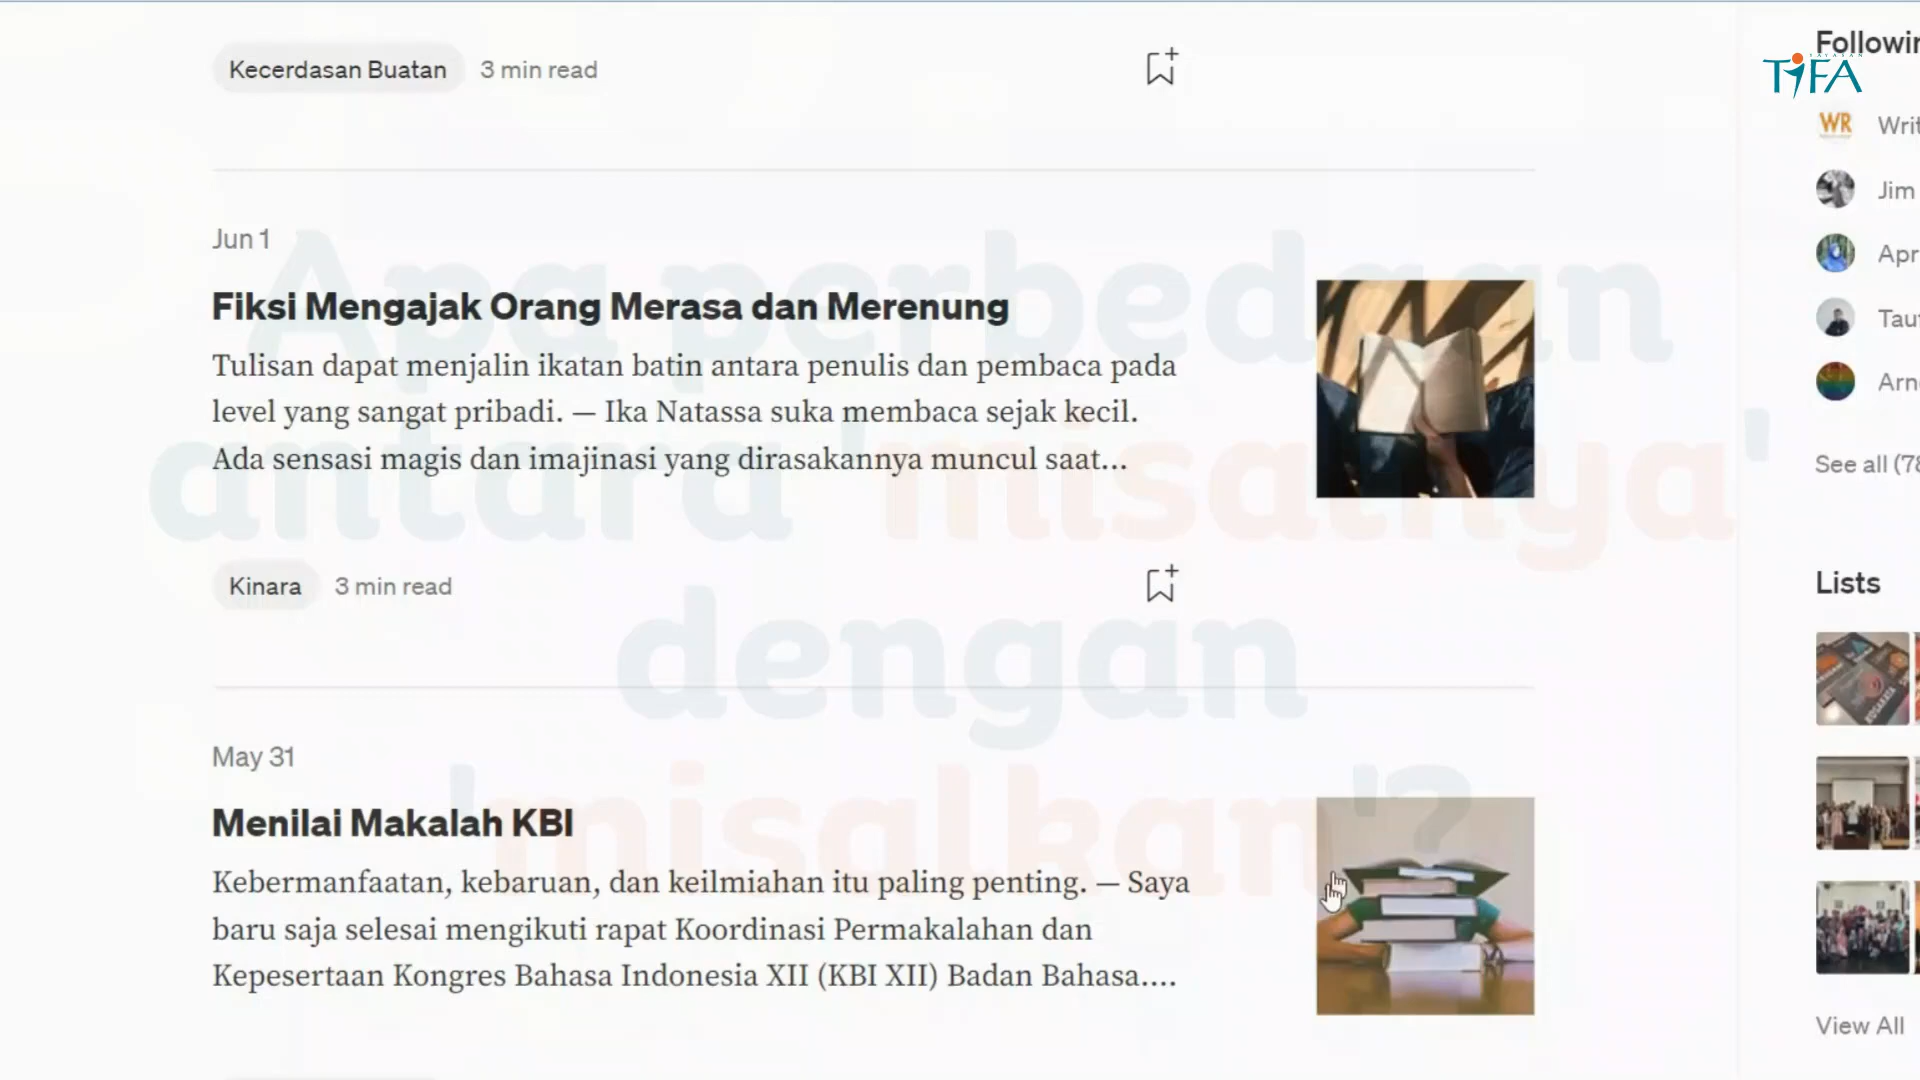 Kecerdasan Buatan 3 min read
Jun 1
Fiksi Mengajak Orang Merasa dan Merenung
Tulisan dapat menjalin ikatan batin antara penulis dan pembaca pada
level yang sangat pribadi. — Ika Natassa suka membaca sejak kecil.
Ada sensasi magis dan imajinasi yang dirasakannya muncul saat...
Kinara 3 min read
May 31
Menilai Makalah KBI
Kebermanfaatan, kebaruan, dan keilmiahan itu paling penting. — Saya
baru saja selesai mengikuti rapat Koordinasi Permakalahan dan
Kepesertaan Kongres Bahasa Indonesia XII (KBI XII) Badan Bahasa....
Apa perbedaan
antara 'misalnya'
dengan
'misalkan'?
YAYASAN
TIFA
WR
Jim
See all (78
Lists
View All